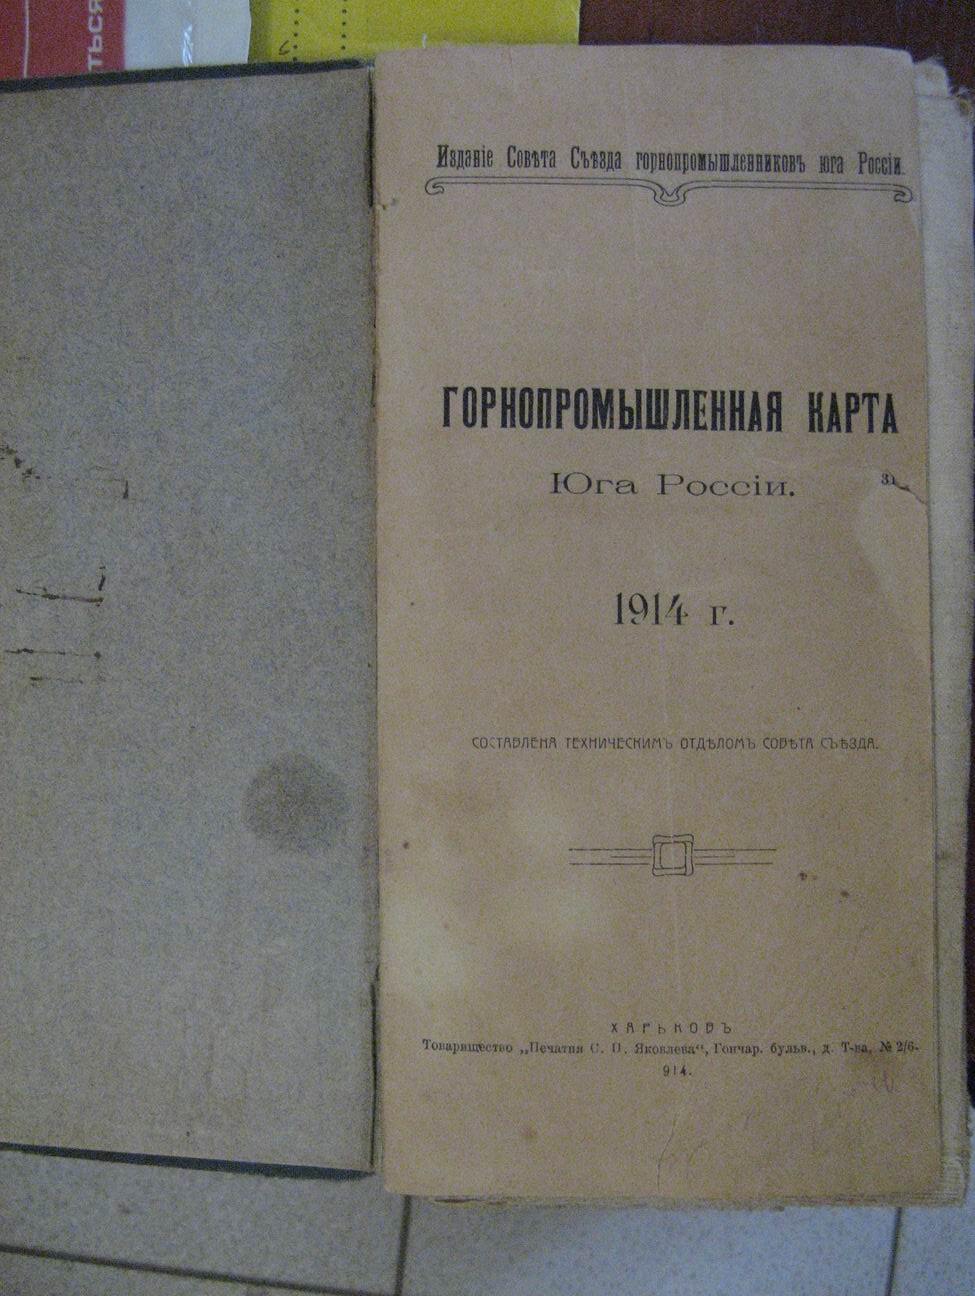 ТЬСЯ
Изданіе Совѣта Съѣзда горнопромышленниковъ юга Россіи.
ГОРНОПРОМЫШЛЕННАЯ КАРТА
Юга Россіи.
1914 г.
СОСТАВЛЕНА ТЕХНИЧЕСКИМЪ ОТДѢЛОМЪ СОВѢТА СЪѢЗДА.
ХАРЬКОВЪ
Товарищество „Печатня С. П. Яковлева“, Гончар. бульв., д. Т-ва, № 2/6-
914.